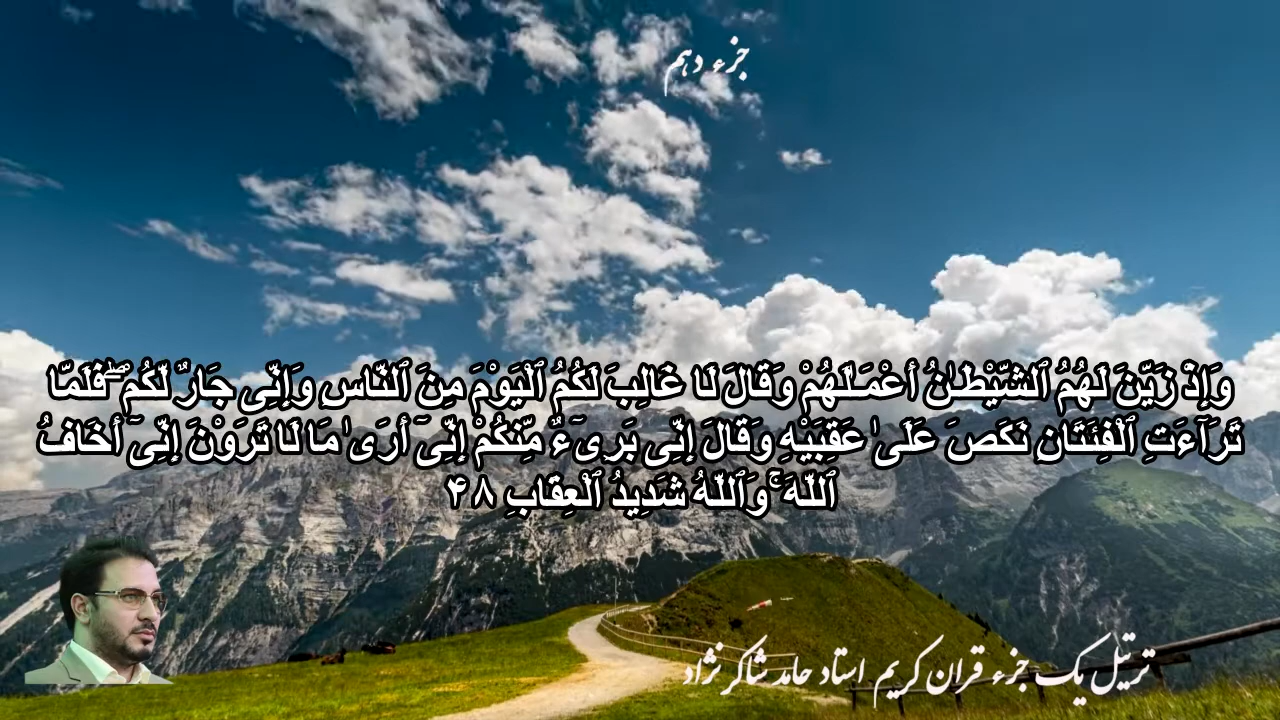 جزء دهم
وَإِذْ زَيَّنَ لَهُمُ ٱلشَّيْطَـٰنُ أَعْمَـٰلَهُمْ وَقَالَ لَا غَالِبَ لَكُمُ ٱلْيَوْمَ مِنَ ٱلنَّاسِ وَإِنِّى جَارٌ لَّكُمْ ۖ فَلَمَّا
تَرَآءَتِ ٱلْفِئَتَانِ نَكَصَ عَلَىٰ عَقِبَيْهِ وَقَالَ إِنِّى بَرِىٓءٌ مِّنكُمْ إِنِّىٓ أَرَىٰ مَا لَا تَرَوْنَ إِنِّىٓ أَخَافُ
ٱللَّهَ ۚ وَٱللَّهُ شَدِيدُ ٱلْعِقَابِ ۴۸
ترتیل یک جزء قران کریم استاد حامد شاکر نژاد